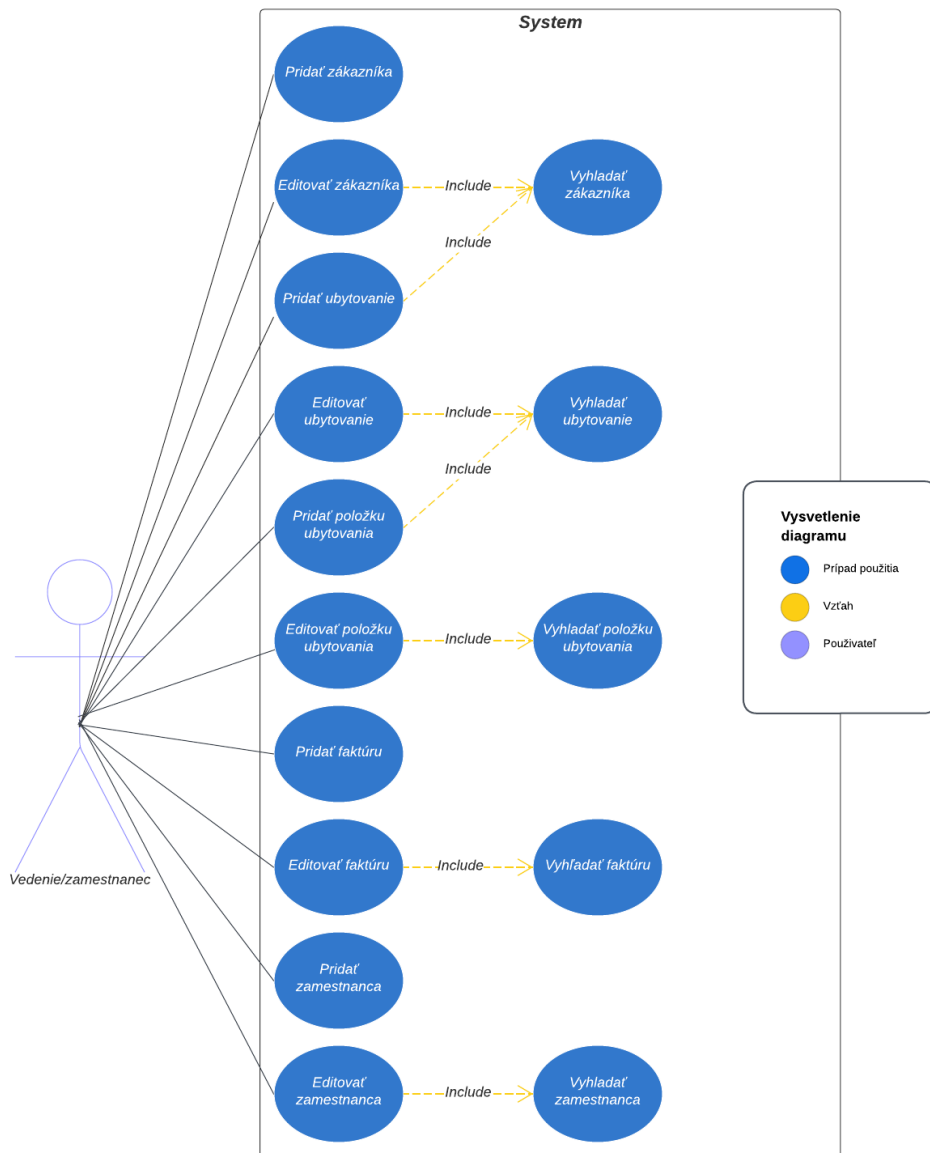 System
Pridať zákazníka
Editovať zákazníka
Include
Vyhladať
zákazníka
Include
Pridať ubytovanie
Editovať
ubytovanie
Include
Vyhladať
ubytovanie
Include
Pridať položku
ubytovania
Vysvetlenie
diagramu
Prípad použitia
Vzťah
Použivateľ
Editovať položku
ubytovania
Include
Vyhladať položku
ubytovania
Pridať faktúru
Editovať faktúru
Include
Vyhľadať faktúru
Vedenie/zamestnanec
Pridať
zamestnanca
Editovať
zamestnanca
Include
Vyhladať
zamestnanca